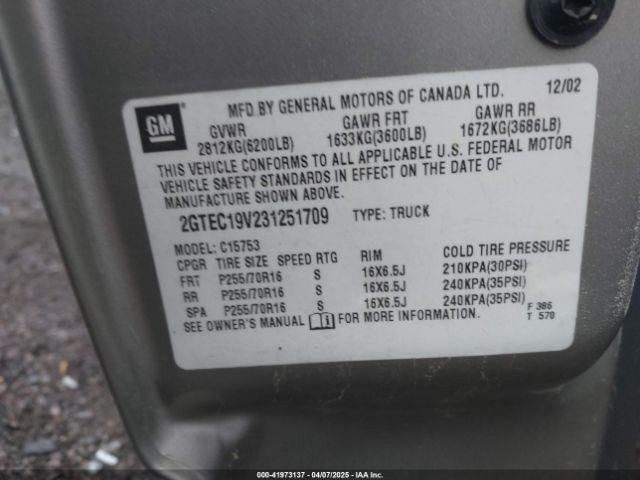 GM
MFD BY GENERAL MOTORS OF CANADA LTD. 12/02
GVWR GAWR FRT GAWR RR
2812KG(6200LB) 1633KG(3600LB) 1672KG(3686LB)
THIS VEHICLE CONFORMS TO ALL APPLICABLE U.S. FEDERAL MOTOR
VEHICLE SAFETY STANDARDS IN EFFECT ON THE DATE OF
MANUFACTURE SHOWN ABOVE.
2GTEC19V231251709 TYPE: TRUCK
MODEL: C15753
CPGR TIRE SIZE SPEED RTG RIM COLD TIRE PRESSURE
FRT P255/70R16 S 16X6.5J 210KPA(30PSI)
RR P255/70R16 S 16X6.5J 240KPA(35PSI)
SPA P255/70R16 S 16X6.5J 240KPA(35PSI)
SEE OWNER'S MANUAL FOR MORE INFORMATION.
F 386
T 570
000-41973137 - 04/07/2025 - IAA Inc.